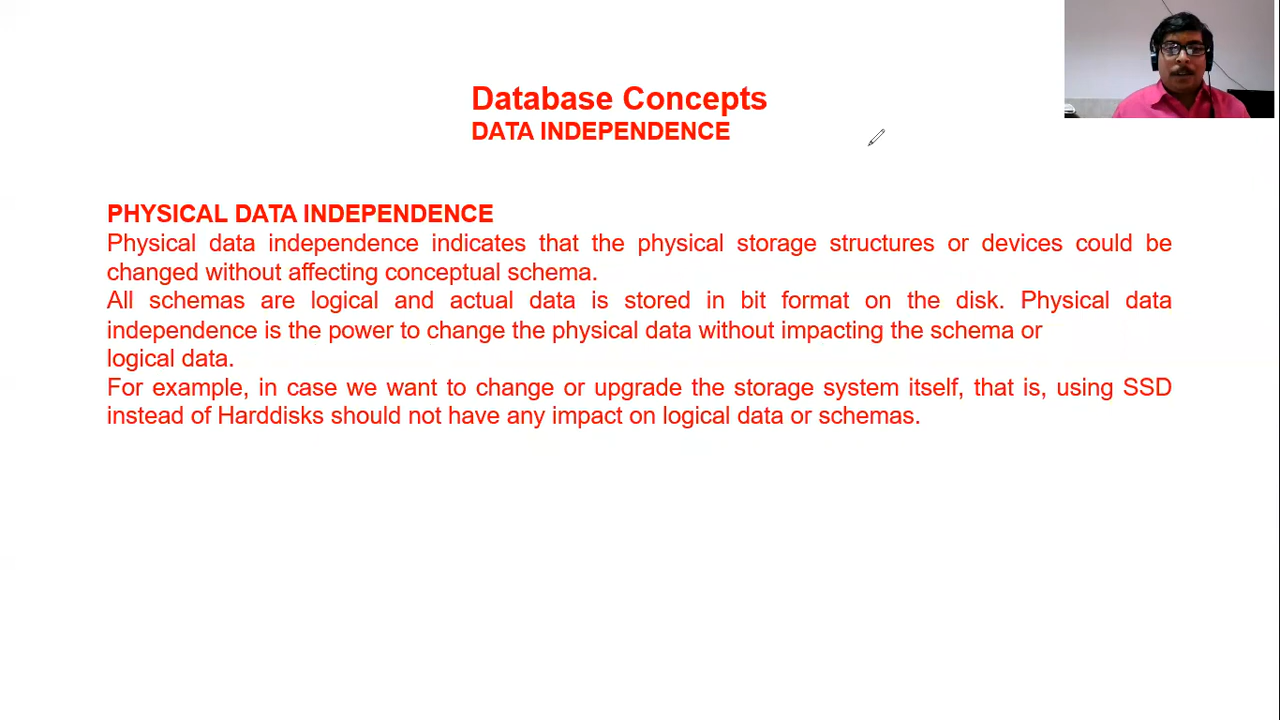 Database Concepts
DATA INDEPENDENCE
PHYSICAL DATA INDEPENDENCE
Physical data independence indicates that the physical storage structures or devices could be
changed without affecting conceptual schema.
All schemas are logical and actual data is stored in bit format on the disk. Physical data
independence is the power to change the physical data without impacting the schema or
logical data.
For example, in case we want to change or upgrade the storage system itself, that is, using SSD
instead of Harddisks should not have any impact on logical data or schemas.